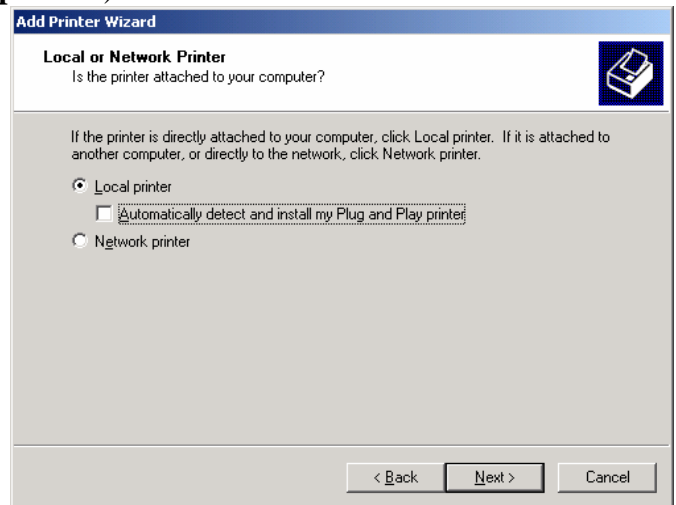 Add Printer Wizard
Local or Network Printer
Is the printer attached to your computer?
If the printer is directly attached to your computer, click Local printer. If it is attached to
another computer, or directly to the network, click Network printer.
Local printer
Automatically detect and install my Plug and Play printer
Network printer
< Back Next > Cancel